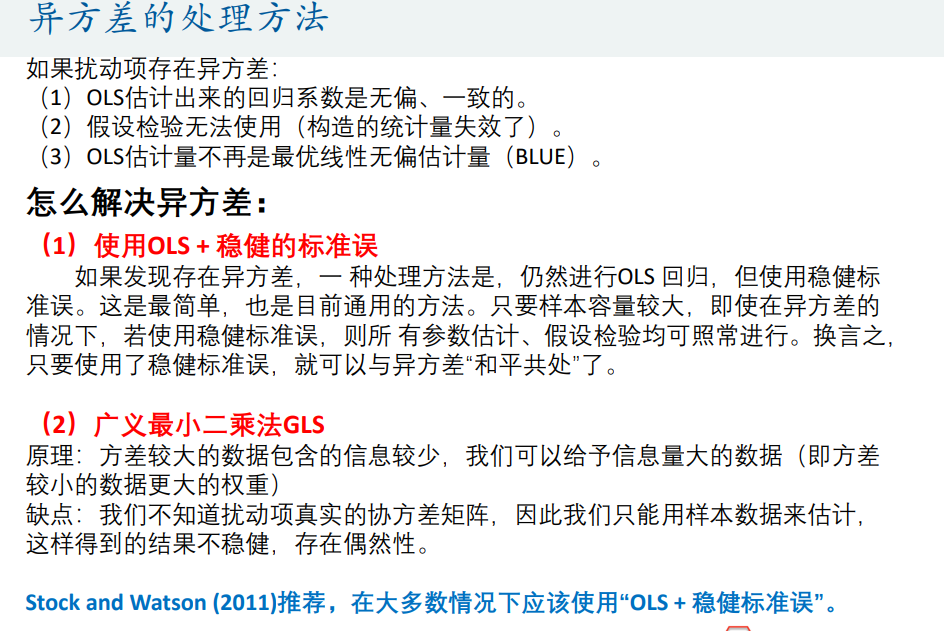 异方差的处理方法
如果扰动项存在异方差：
（1）OLS估计出来的回归系数是无偏、一致的。
（2）假设检验无法使用（构造的统计量失效了）。
（3）OLS估计量不再是最优线性无偏估计量（BLUE）。
怎么解决异方差：
（1）使用OLS + 稳健的标准误
如果发现存在异方差，一 种处理方法是，仍然进行OLS 回归，但使用稳健标
准误。这是最简单，也是目前通用的方法。只要样本容量较大，即使在异方差的
情况下，若使用稳健标准误，则所 有参数估计、假设检验均可照常进行。换言之，
只要使用了稳健标准误，就可以与异方差“和平共处”了。
（2）广义最小二乘法GLS
原理：方差较大的数据包含的信息较少，我们可以给予信息量大的数据（即方差
较小的数据更大的权重）
缺点：我们不知道扰动项真实的协方差矩阵，因此我们只能用样本数据来估计，
这样得到的结果不稳健，存在偶然性。
Stock and Watson (2011)推荐，在大多数情况下应该使用“OLS + 稳健标准误”。